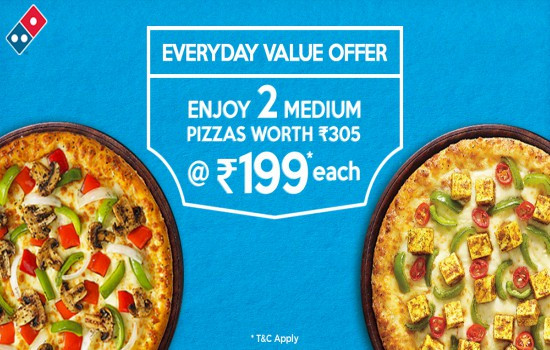 EVERYDAY VALUE OFFER
ENJOY 2 MEDIUM
PIZZAS WORTH ₹305
@ ₹199* each
* T&C Apply